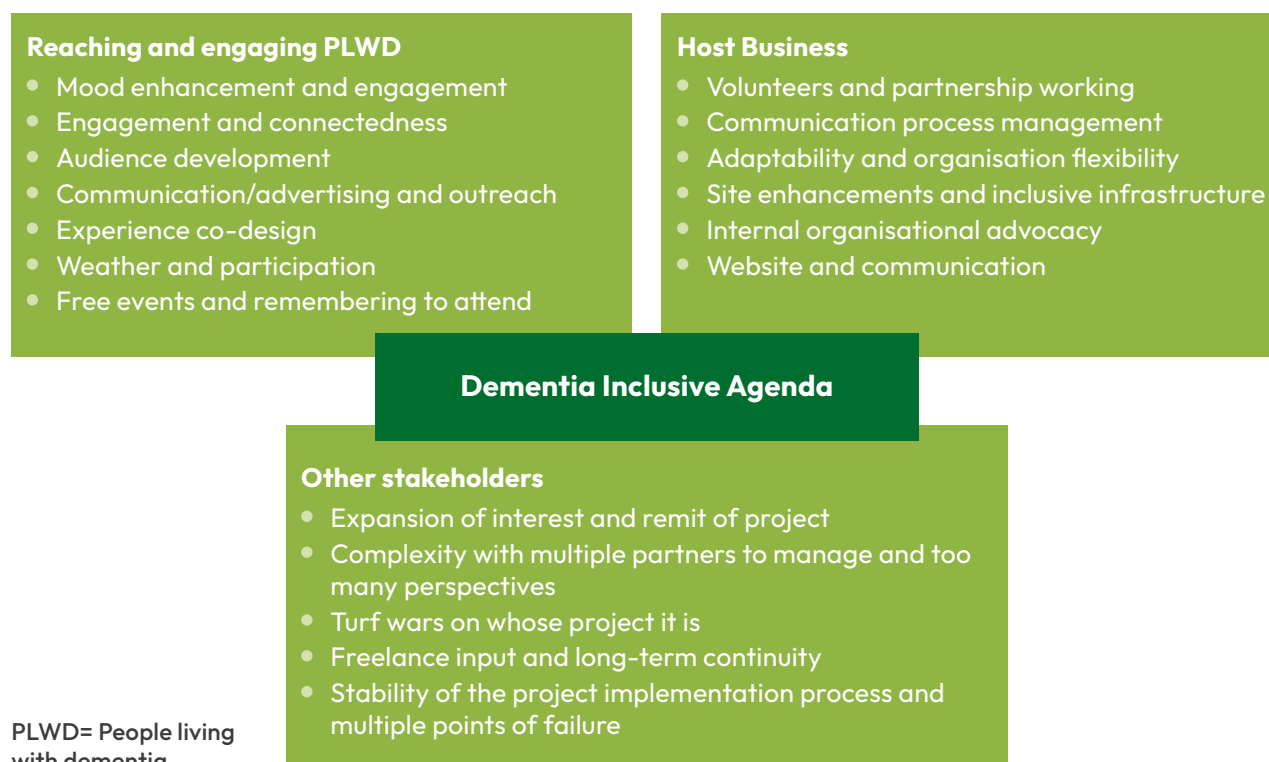 Reaching and engaging PLWD
Mood enhancement and engagement
Engagement and connectedness
Audience development
Communication/advertising and outreach
Experience co-design
Weather and participation
Free events and remembering to attend
Host Business
Volunteers and partnership working
Communication process management
Adaptability and organisation flexibility
Site enhancements and inclusive infrastructure
Internal organisational advocacy
Website and communication
Dementia Inclusive Agenda
Other stakeholders
Expansion of interest and remit of project
Complexity with multiple partners to manage and too
many perspectives
Turf wars on whose project it is
Freelance input and long-term continuity
Stability of the project implementation process and
multiple points of failure
PLWD= People living
with dementia